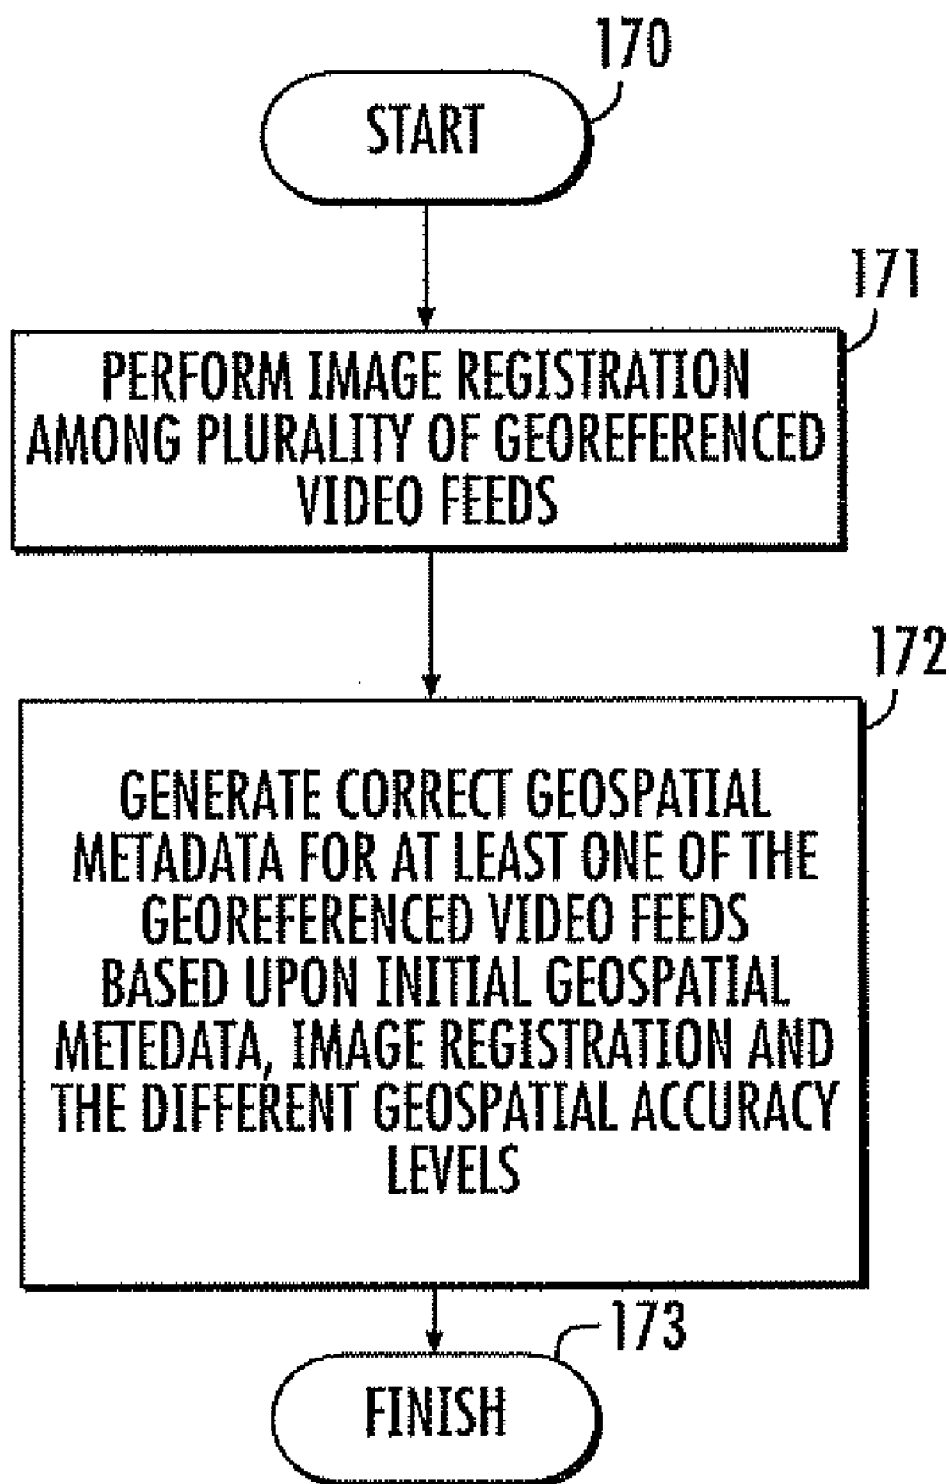 170
START
171
PERFORM IMAGE REGISTRATION
AMONG PLURALITY OF GEOREFERENCED
VIDEO FEEDS
172
GENERATE CORRECT GEOSPATIAL
METADATA FOR AT LEAST ONE OF THE
GEOREFERENCED VIDEO FEEDS
BASED UPON INITIAL GEOSPATIAL
METEDATA, IMAGE REGISTRATION AND
THE DIFFERENT GEOSPATIAL ACCURACY
LEVELS
173
FINISH